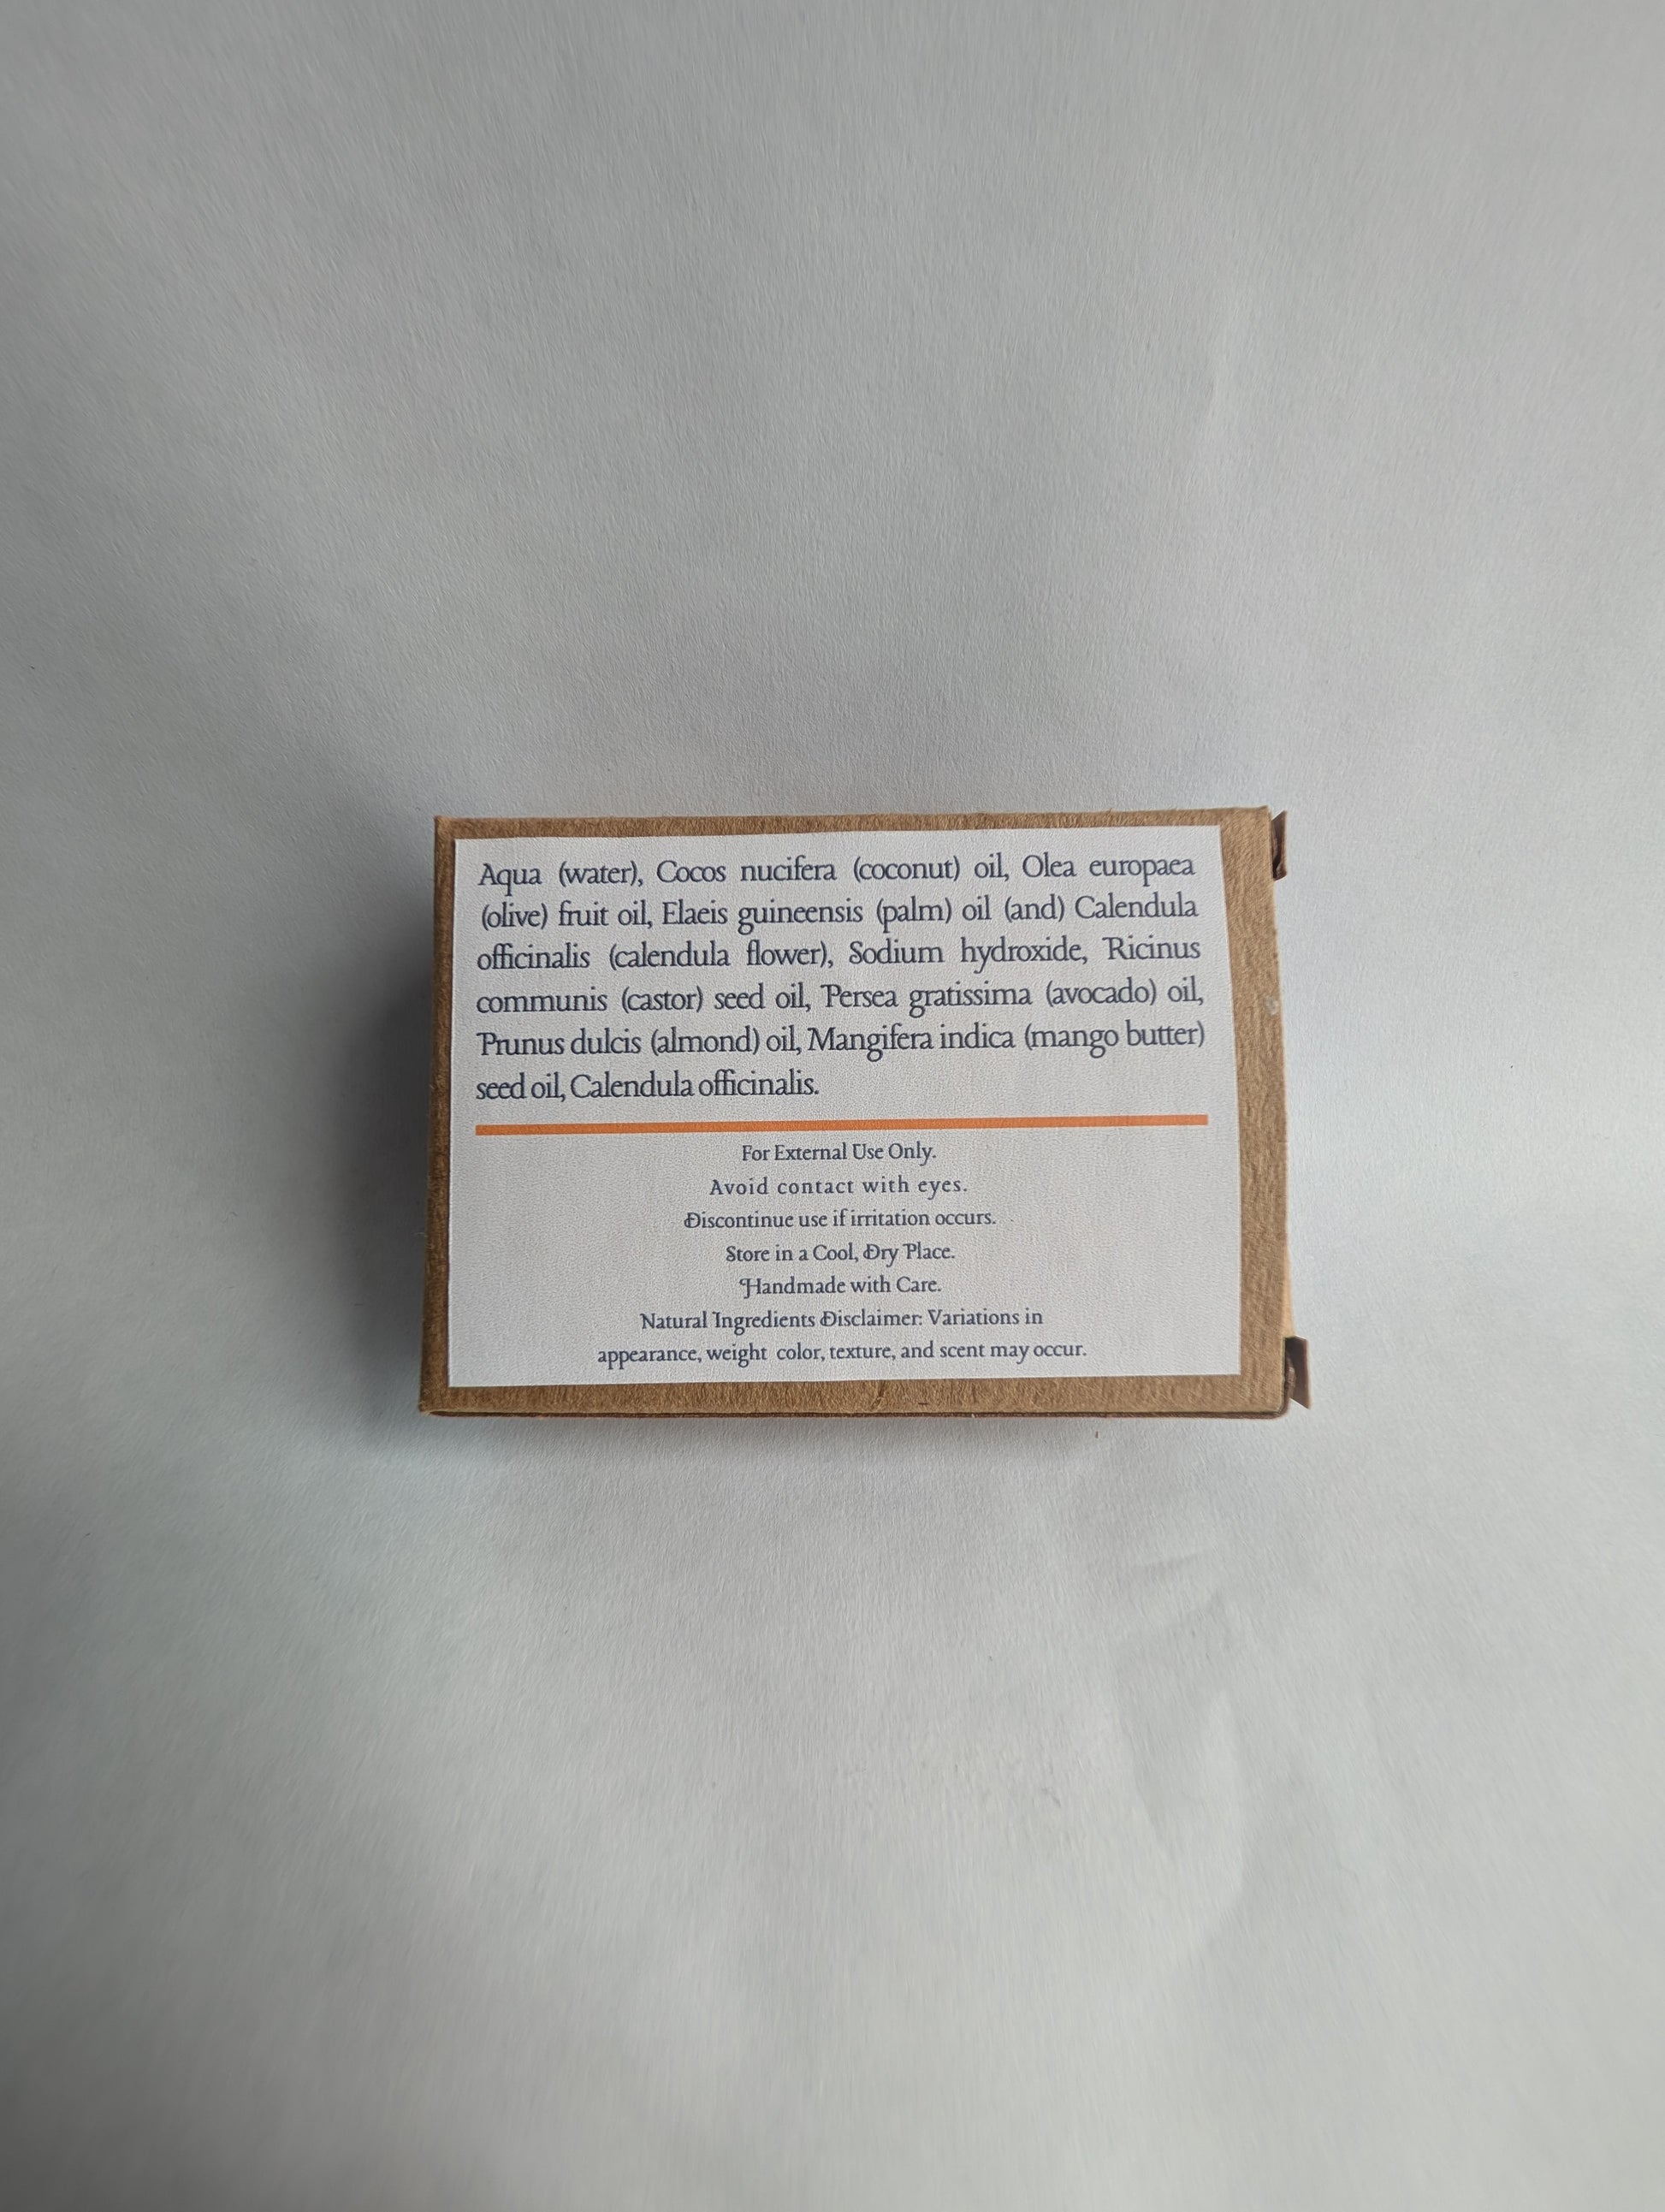 Aqua (water), Cocos nucifera (coconut) oil, Olea europaea
(olive) fruit oil, Elaeis guineensis (palm) oil (and) Calendula
officinalis (calendula flower), Sodium hydroxide, Ricinus
communis (castor) seed oil, Persea gratissima (avocado) oil,
Prunus dulcis (almond) oil, Mangifera indica (mango butter)
seed oil, Calendula officinalis.
For External Use Only.
Avoid contact with eyes.
Discontinue use if irritation occurs.
Store in a Cool, Dry Place.
Handmade with Care.
Natural Ingredients Disclaimer: Variations in
appearance, weight color, texture, and scent may occur.